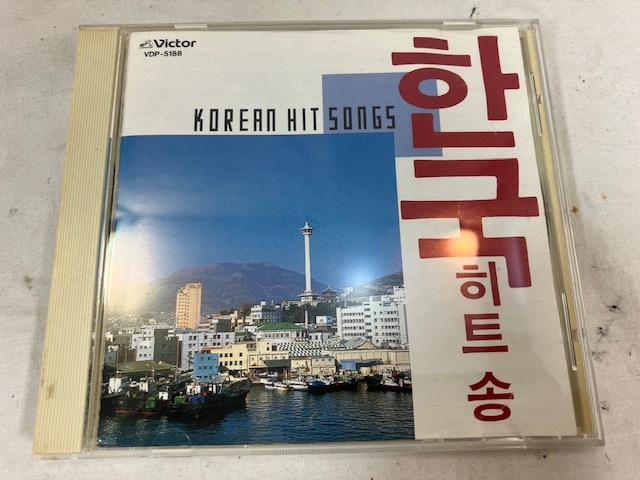 Victor
VDP-5188
KOREAN HIT SONGS
한국
히트송